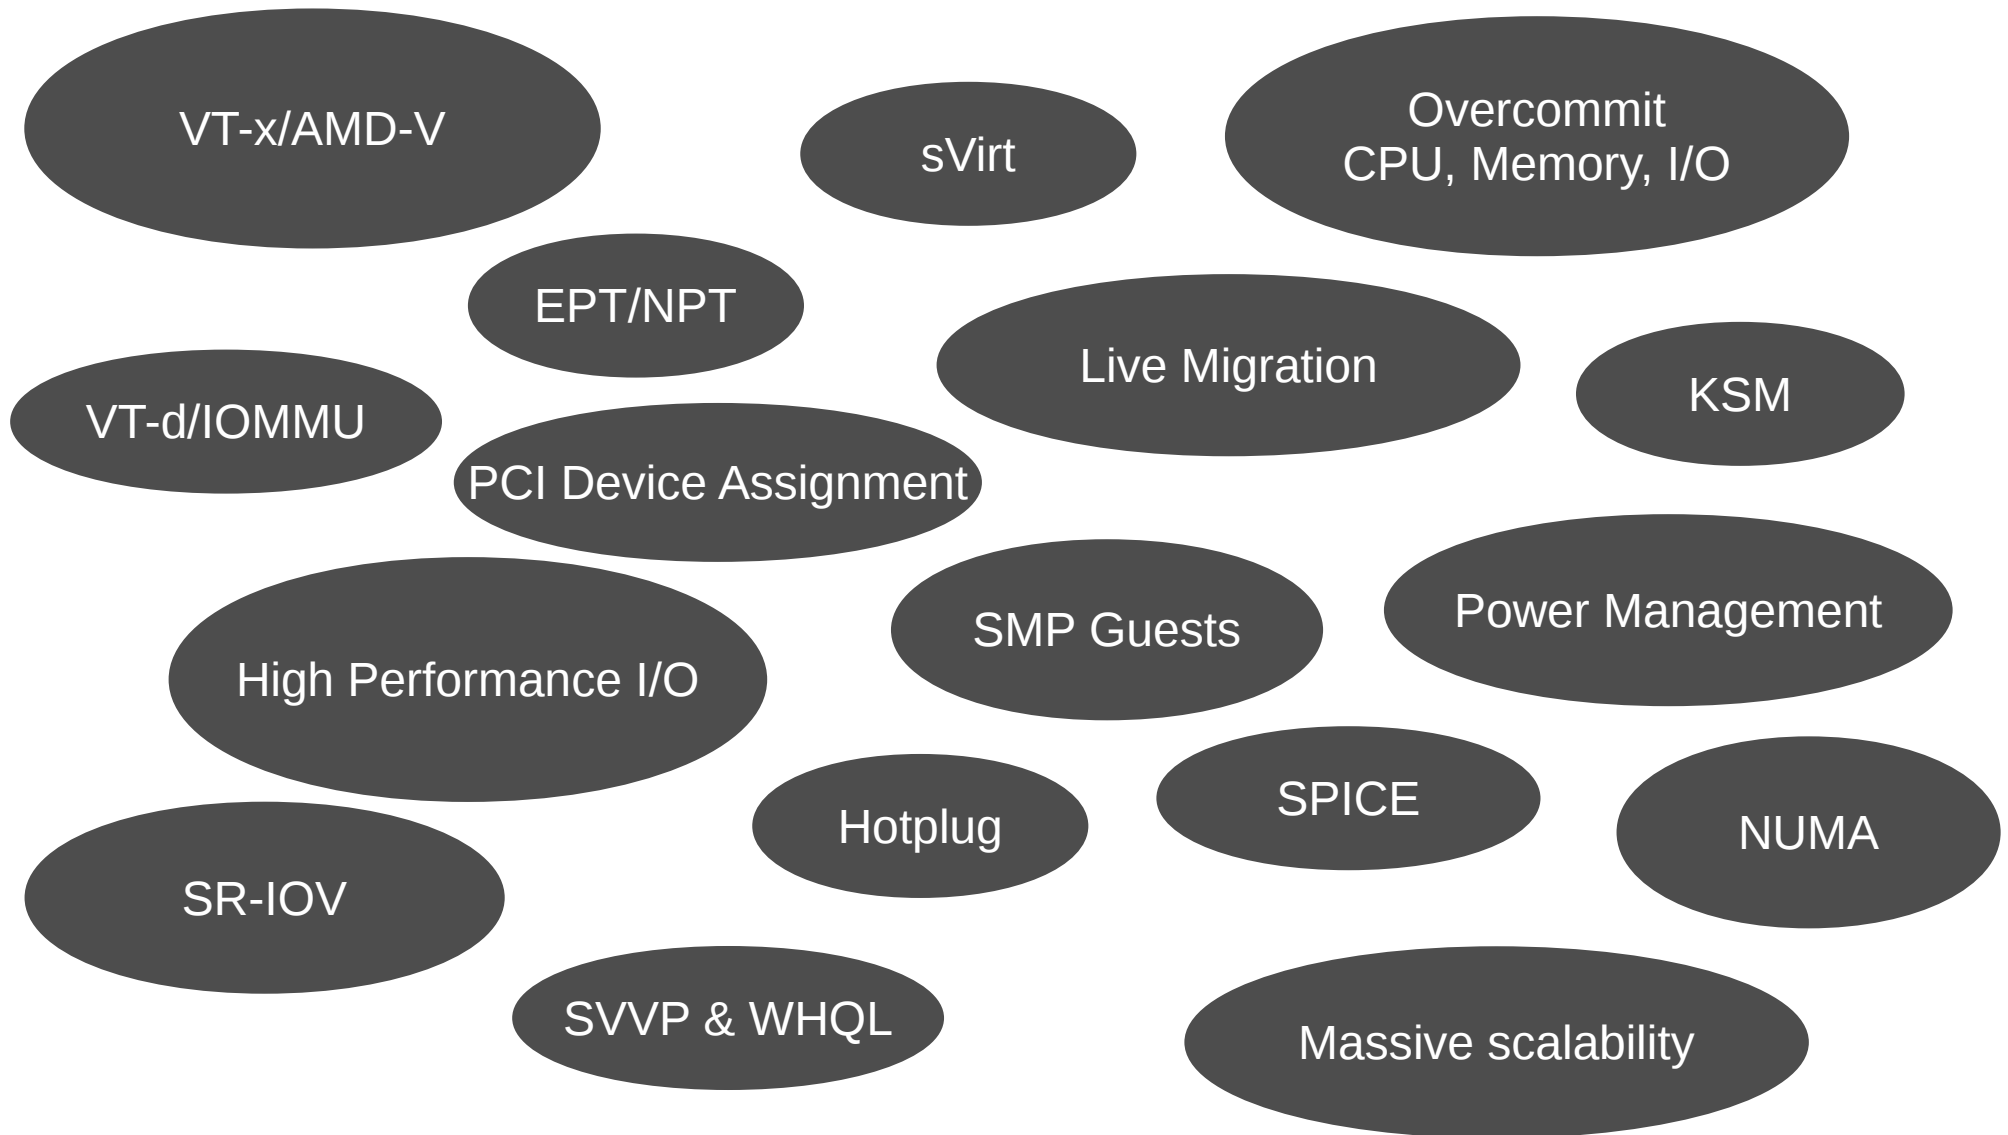 VT-x/AMD-V
sVirt
Overcommit
CPU, Memory, I/O
EPT/NPT
Live Migration
KSM
VT-d/IOMMU
PCI Device Assignment
SMP Guests
Power Management
High Performance I/O
Hotplug
SPICE
NUMA
SR-IOV
SVVP & WHQL
Massive scalability